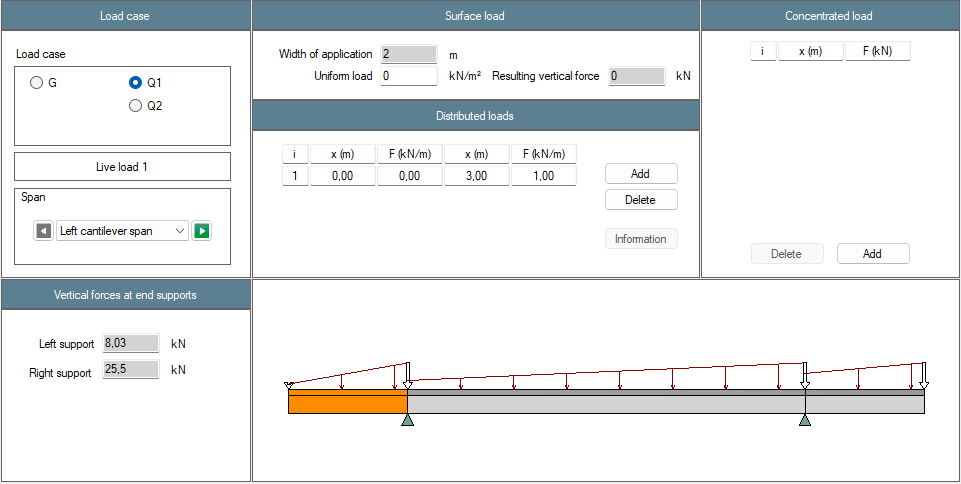 Load case
Load case
G
Q1
Q2
Live load 1
Span
Left cantilever span
Surface load
Width of application 2 m
Uniform load 0 kN/m² Resulting vertical force 0 kN
Distributed loads
i x (m) F (kN/m) x (m) F (kN/m)
1 0,00 0,00 3,00 1,00
Add
Delete
Information
Concentrated load
i x (m) F (kN)
Delete Add
Vertical forces at end supports
Left support 8,03 kN
Right support 25,5 kN